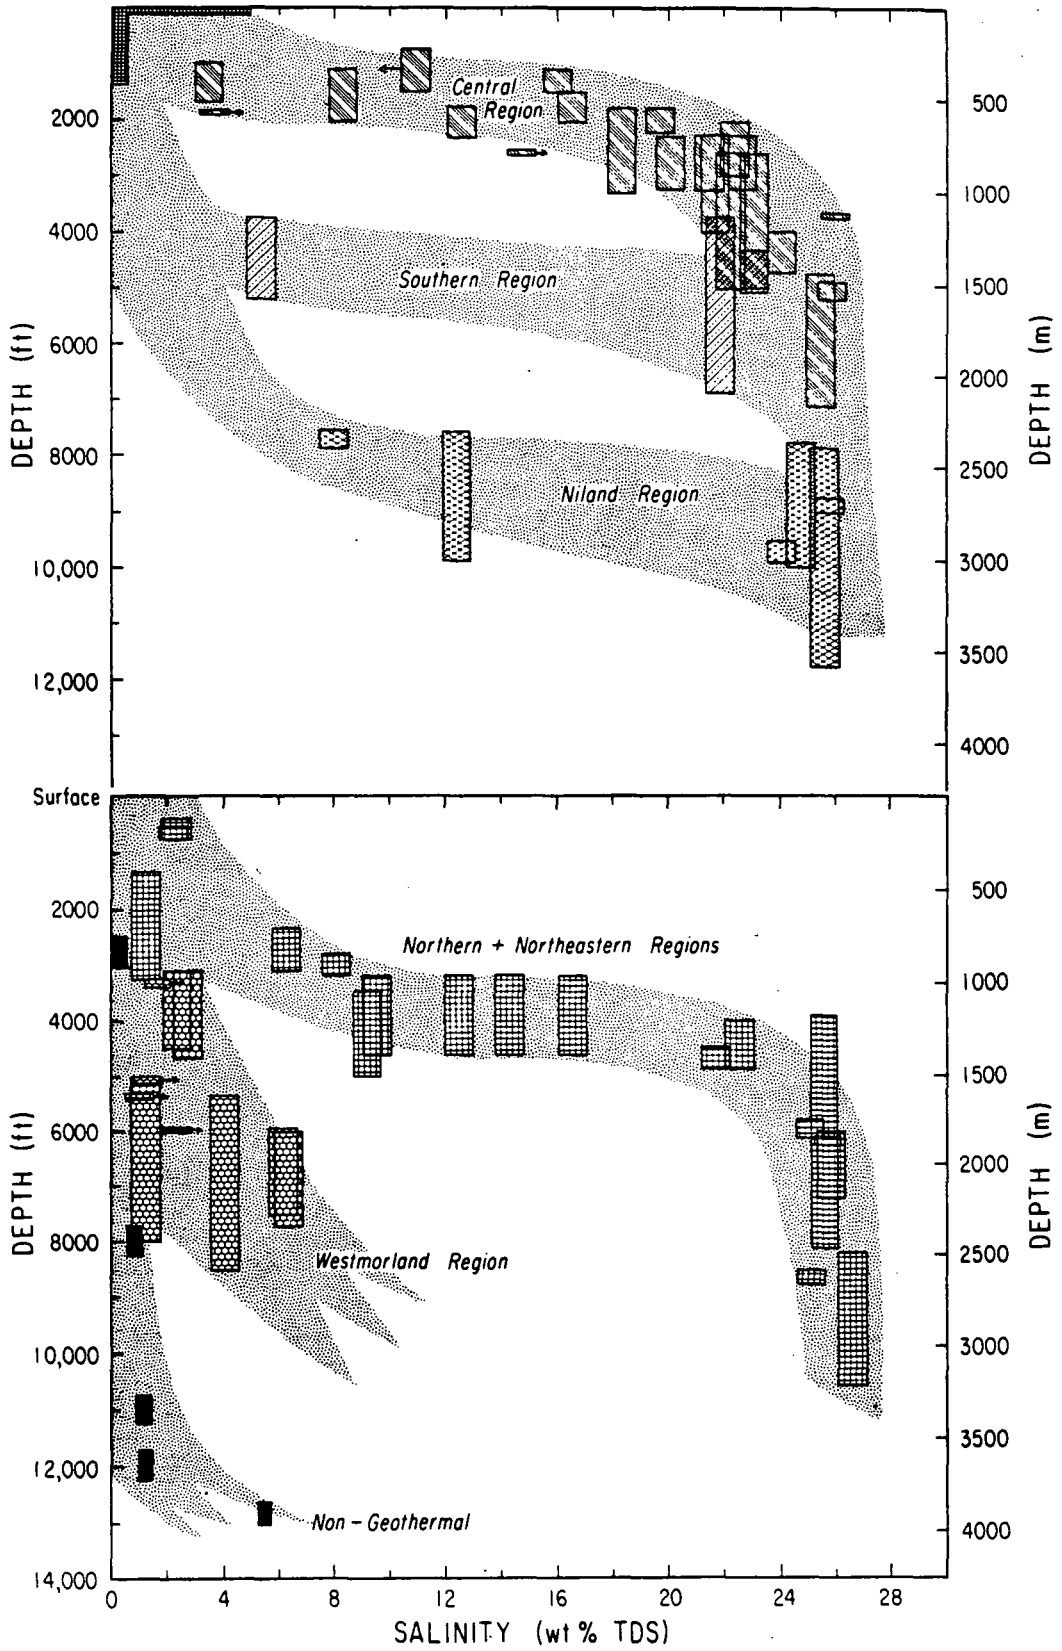 2000
4000
6000
8000
10,000
12,000
DEPTH (ft)
500
1000
1500
2000
2500
3000
3500
4000
DEPTH (m)
Central
Region
Southern Region
Niland Region
Surface
2000
4000
6000
8000
10,000
12,000
14,000
DEPTH (ft)
500
1000
1500
2000
2500
3000
3500
4000
DEPTH (m)
Northern + Northeastern Regions
Westmorland Region
Non-Geothermal
0 4 8 12 16 20 24 28
SALINITY (wt % TDS)